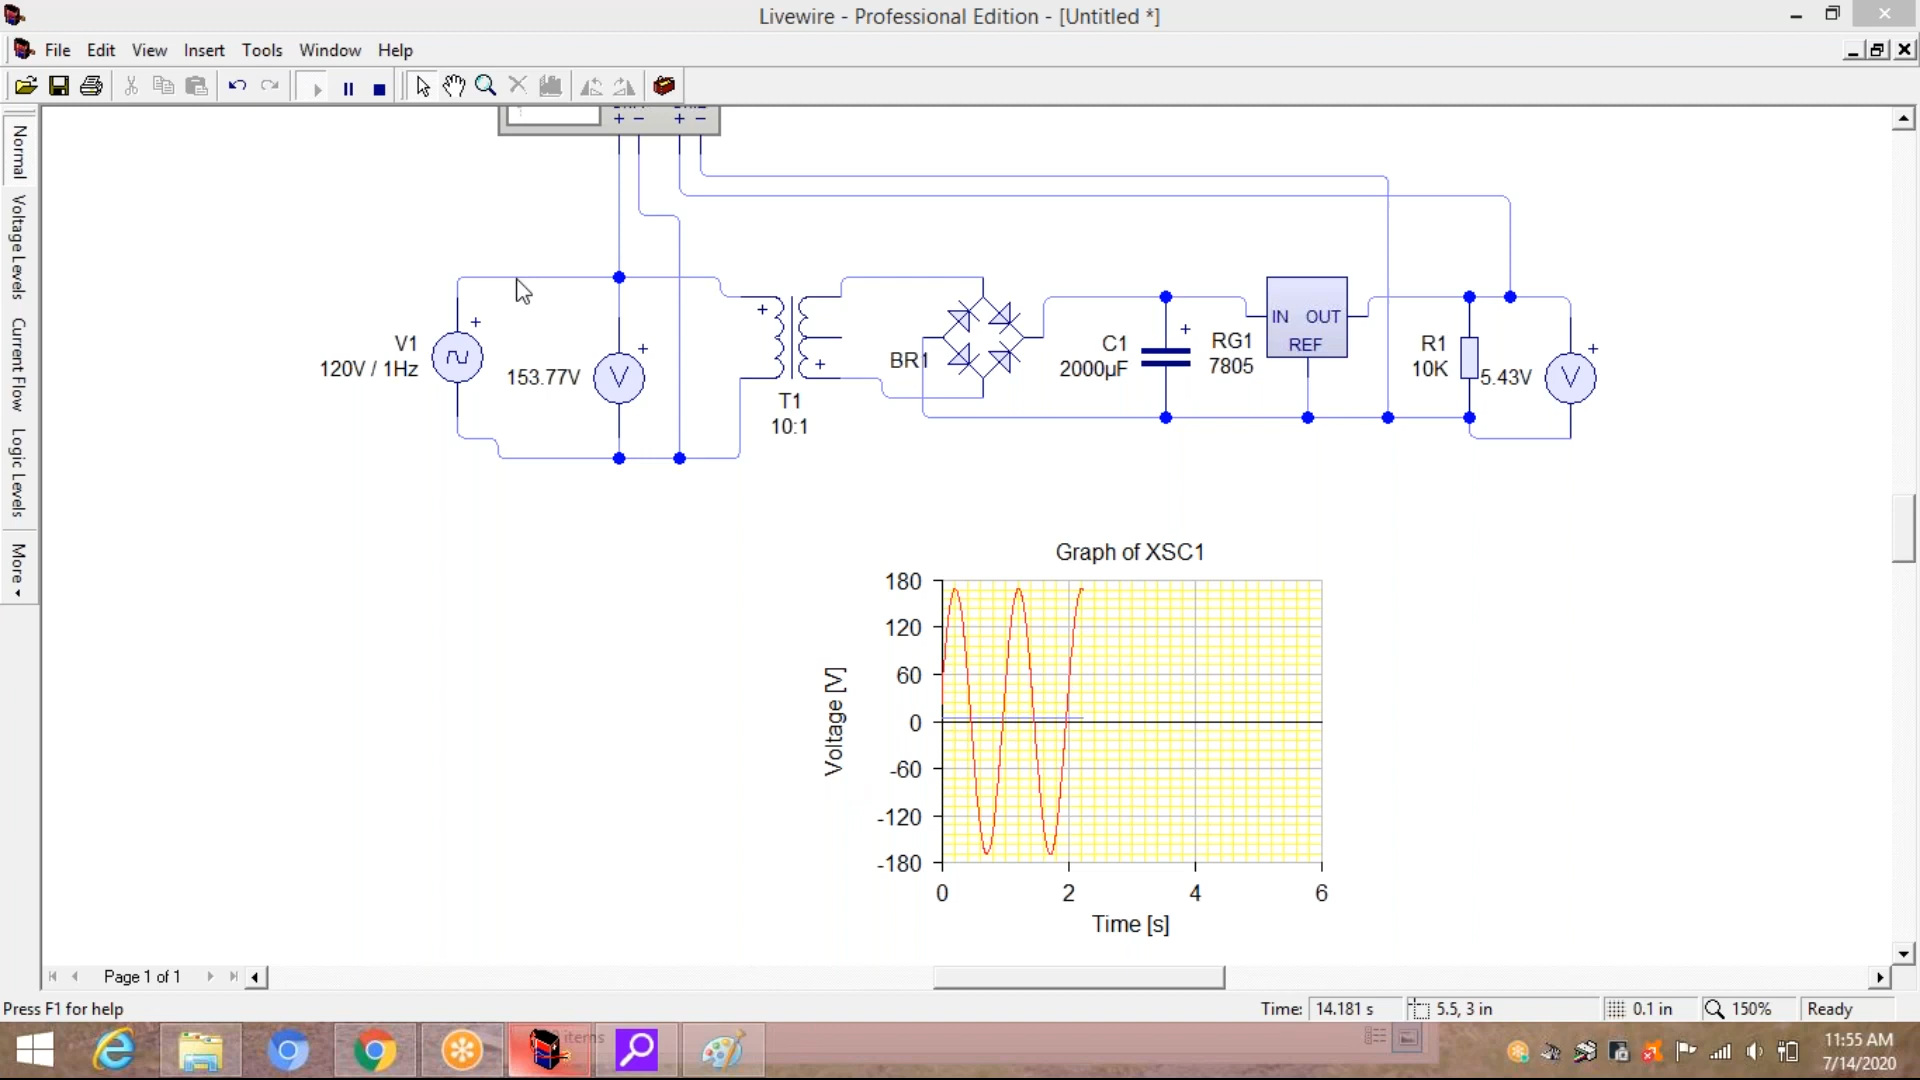 Livewire - Professional Edition - [Untitled *]
File Edit View Insert Tools Window Help
Normal
Voltage Levels
Current Flow
Logic Levels
More
+ − + −
V1
120V / 1Hz
+
153.77V
V
+
+
+
T1
10:1
BR1
C1
2000µF
+
RG1
7805
IN OUT
REF
R1
10K
5.43V
V
+
Graph of XSC1
180
120
60
0
-60
-120
-180
Voltage [V]
0 2 4 6
Time [s]
Page 1 of 1
Press F1 for help
Time: 14.181 s
5.5, 3 in
0.1 in
150%
Ready
items
11:55 AM
7/14/2020